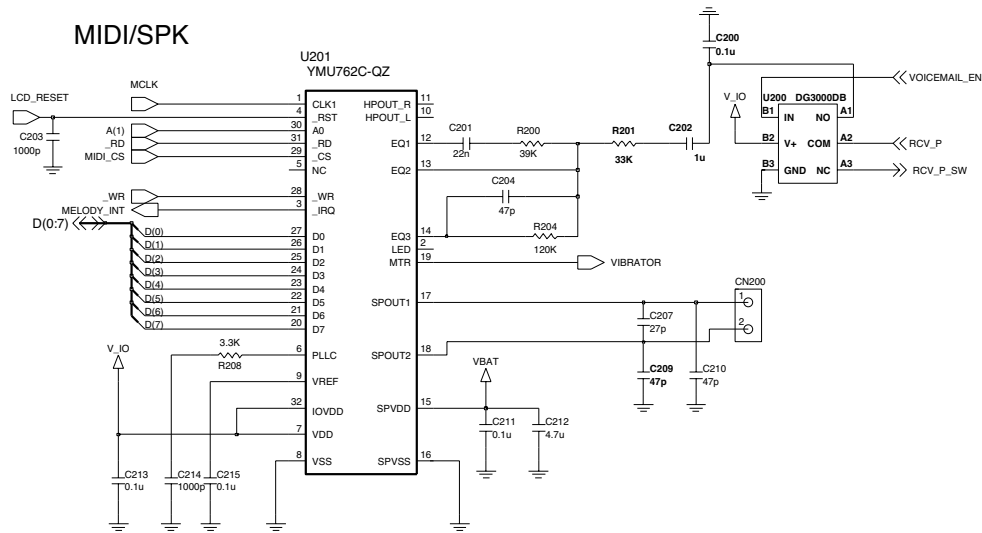 MIDI/SPK
U201
YMU762C-QZ
MCLK
LCD_RESET
C203
1000p
A(1)
_RD
MIDI_CS
_WR
MELODY_INT
D(0:7)
D(0)
D(1)
D(2)
D(3)
D(4)
D(5)
D(6)
D(7)
1 CLK1
4 _RST
30 A0
31 _RD
29 _CS
5 NC
28 _WR
3 _IRQ
27 D0
26 D1
25 D2
24 D3
23 D4
22 D5
21 D6
20 D7
6 PLLC
9 VREF
32 IOVDD
7 VDD
8 VSS
HPOUT_R 11
HPOUT_L 10
EQ1 12
EQ2 13
EQ3 14
LED 2
MTR 19
SPOUT1 17
SPOUT2 18
SPVDD 15
SPVSS 16
3.3K
R208
V_IO
C213
0.1u
C214
1000p
C215
0.1u
C201
22n
R200
39K
R201
33K
C202
1u
C204
47p
R204
120K
VIBRATOR
C200
0.1u
VOICEMAIL_EN
V_IO
U200 DG3000DB
B1 IN NO A1
B2 V+ COM A2
B3 GND NC A3
RCV_P
RCV_P_SW
CN200
1
2
C207
27p
C209
47p
C210
47p
VBAT
C211
0.1u
C212
4.7u